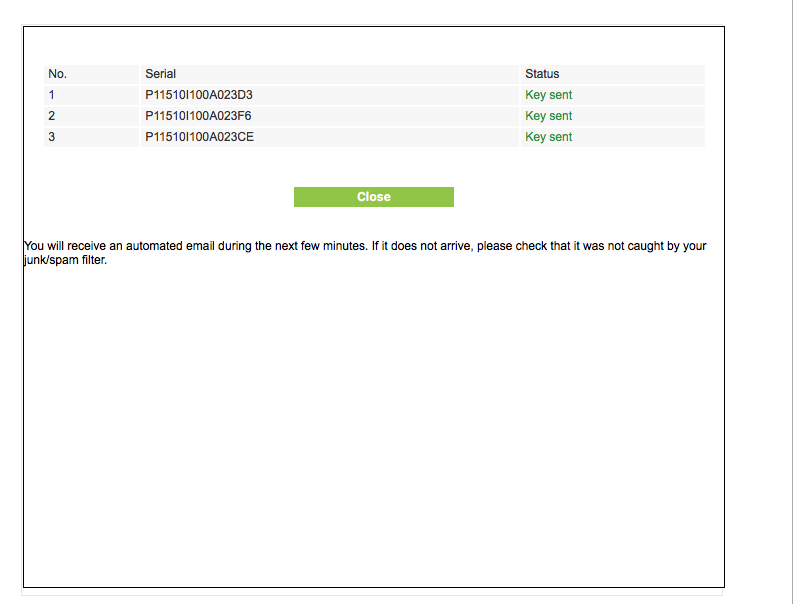 No. Serial Status
1 P11510I100A023D3 Key sent
2 P11510I100A023F6 Key sent
3 P11510I100A023CE Key sent
Close
You will receive an automated email during the next few minutes. If it does not arrive, please check that it was not caught by your
junk/spam filter.